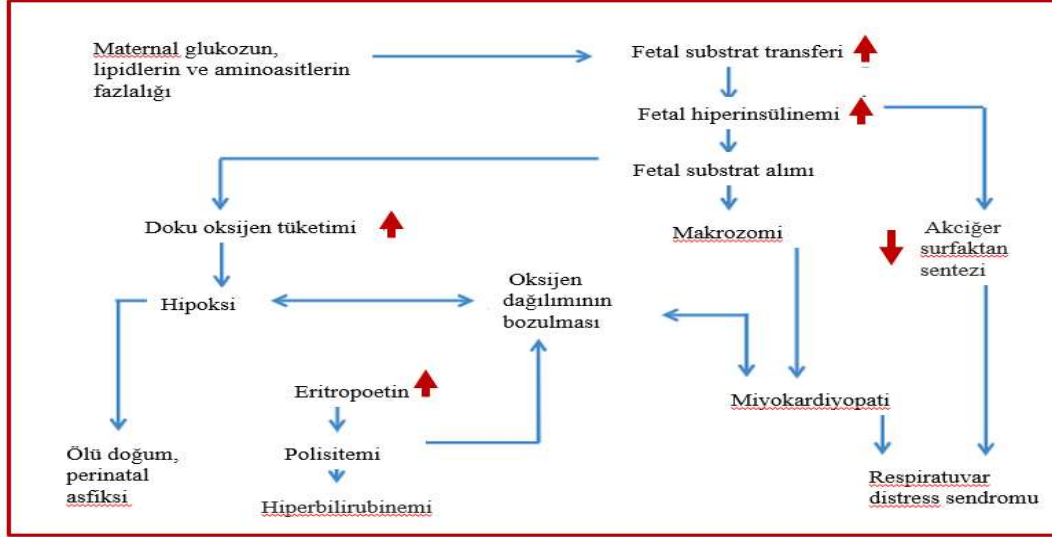 Maternal glukozun,
lipidlerin ve aminoasitlerin
fazlalığı
Fetal substrat transferi
Fetal hiperinsülinemi
Fetal substrat alımı
Doku oksijen tüketimi
Makrozomi
Akciğer
surfaktan
sentezi
Hipoksi
Oksijen
dağılımının
bozulması
Eritropoetin
Miyokardiyopati
Ölü doğum,
perinatal
asfiksi
Polisitemi
Hiperbilirubinemi
Respiratuvar
distress sendromu